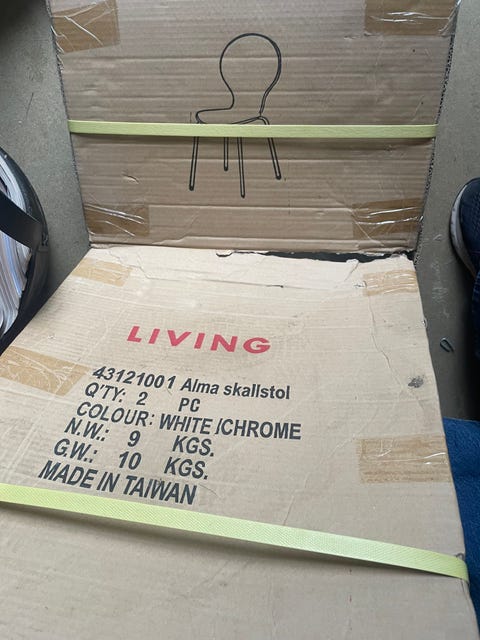 LIVING
43121001 Alma skallstol
Q'TY: 2 PC
COLOUR: WHITE/CHROME
N.W.: 9 KGS.
G.W.: 10 KGS.
MADE IN TAIWAN